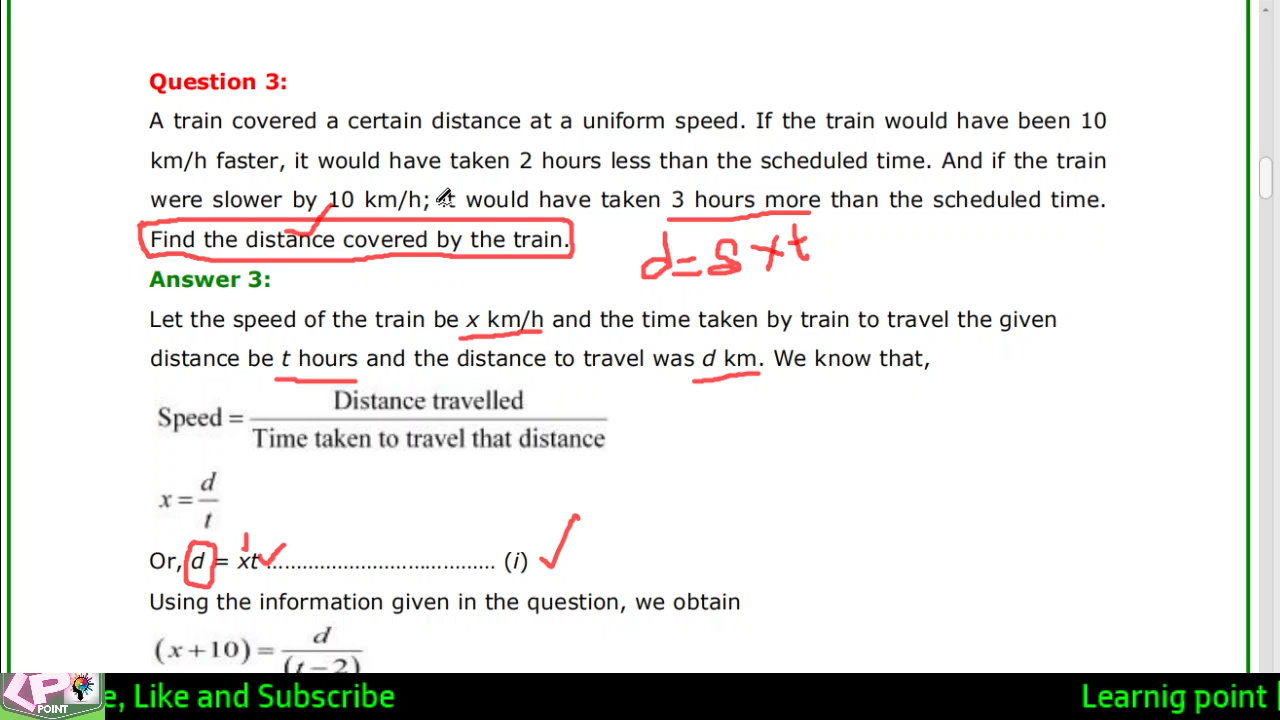 Question 3:
A train covered a certain distance at a uniform speed. If the train would have been 10
km/h faster, it would have taken 2 hours less than the scheduled time. And if the train
were slower by 10 km/h; it would have taken 3 hours more than the scheduled time.
Find the distance covered by the train.
d=s×t
Answer 3:
Let the speed of the train be x km/h and the time taken by train to travel the given
distance be t hours and the distance to travel was d km. We know that,
Speed = Distance travelled / Time taken to travel that distance
x = d / t
Or, d = xt ........................................ (i)
Using the information given in the question, we obtain
(x+10) = d / (t−2)
e, Like and Subscribe
Learnig point
POINT